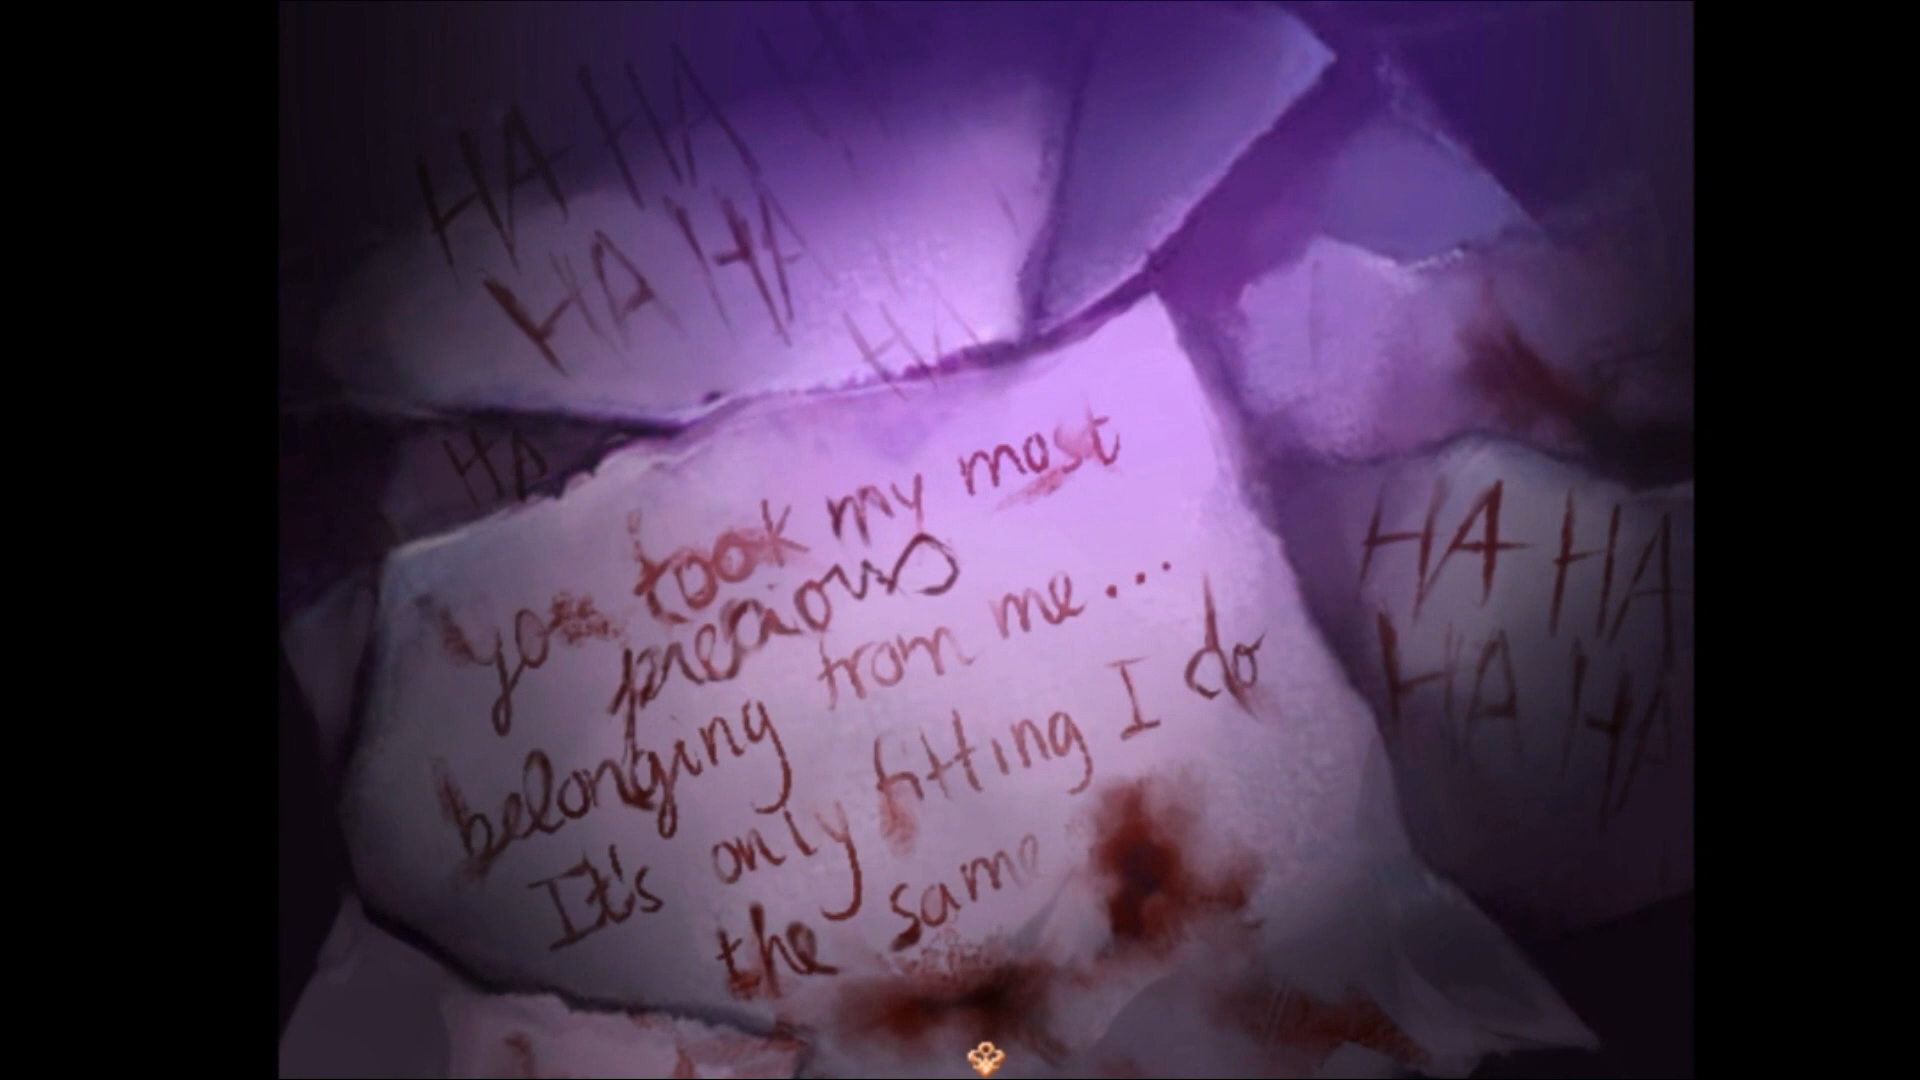 HA HA HA
HA HA
HA
HA
you took my most
precious
belonging from me...
It's only fitting I do
the same
HA HA
HA HA